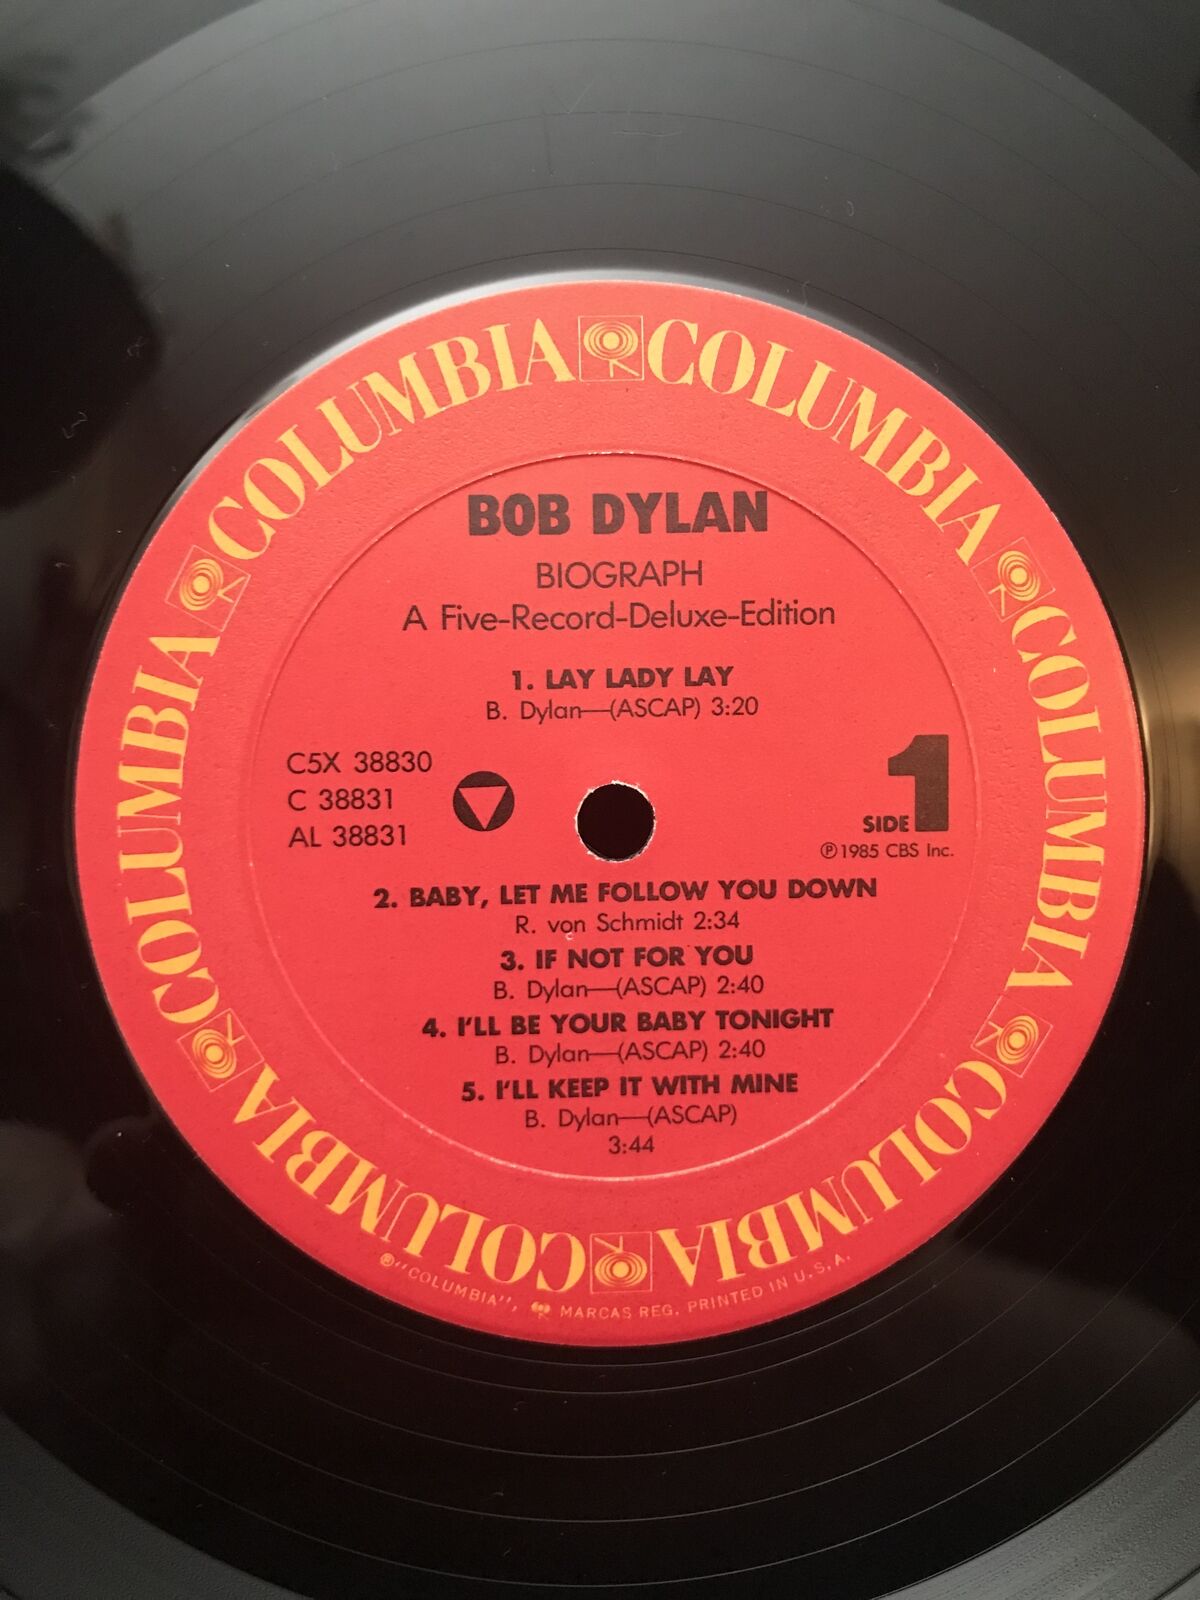 COLUMBIA COLUMBIA COLUMBIA COLUMBIA COLUMBIA COLUMBIA
BOB DYLAN
BIOGRAPH
A Five-Record-Deluxe-Edition
1. LAY LADY LAY
B. Dylan—(ASCAP) 3:20
C5X 38830
C 38831
AL 38831
SIDE 1
℗1985 CBS Inc.
2. BABY, LET ME FOLLOW YOU DOWN
R. von Schmidt 2:34
3. IF NOT FOR YOU
B. Dylan—(ASCAP) 2:40
4. I'LL BE YOUR BABY TONIGHT
B. Dylan—(ASCAP) 2:40
5. I'LL KEEP IT WITH MINE
B. Dylan—(ASCAP)
3:44
®"COLUMBIA", MARCAS REG. PRINTED IN U.S.A.